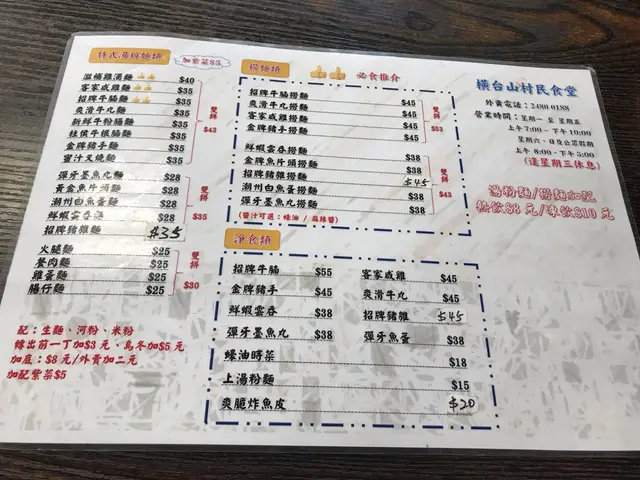 特式湯粉麵類
加紫菜$5
滋補雞湯麵 $40
客家咸雞麵 $35
招牌牛腩麵 $35
爽滑牛丸麵 $35
新鮮牛粉腸麵 $35
柱侯牛根腩麵 $35
金牌豬手麵 $35
蜜汁叉燒麵 $35
雙拼 $43
彈牙墨魚丸麵 $28
黃金魚片頭麵 $28
潮州白魚蛋麵 $28
鮮蝦雲吞麵 $28
招牌豬雜麵 $35
雙拼 $35
火腿麵 $25
餐肉麵 $25
雞蛋麵 $25
腸仔麵 $25
雙拼 $30
配：生麵、河粉、米粉
轉出前一丁加3元、烏冬加$5元
加底：$8元/外賣加二元
加配紫菜$5
撈麵類
必食推介
招牌牛腩撈麵 $45
爽滑牛丸撈麵 $45
客家咸雞撈麵 $45
金牌豬手撈麵 $45
雙拼 $53
鮮蝦雲吞撈麵 $38
金牌魚片頭撈麵 $38
招牌豬雜撈麵 $45
潮州白魚蛋撈麵 $38
彈牙墨魚丸撈麵 $38
雙拼 $43
(醬汁可選：蠔油 / 麻辣醬)
淨食類
招牌牛腩 $55
客家咸雞 $45
金牌豬手 $45
爽滑牛丸 $45
鮮蝦雲吞 $38
招牌豬雜 $45
彈牙墨魚丸 $38
彈牙魚蛋 $38
蠔油時菜 $18
上湯粉麵 $15
爽脆炸魚皮 $20
橫台山村民食堂
外賣電話：2480 0188
營業時間：星期一 至 星期五
上午7:00 - 下午10:00
星期六、日及公眾假期
上午 8:00 - 下午 5:00
(逢星期三休息)
湯粉麵/撈麵加配
熱飲$8元/凍飲$10元